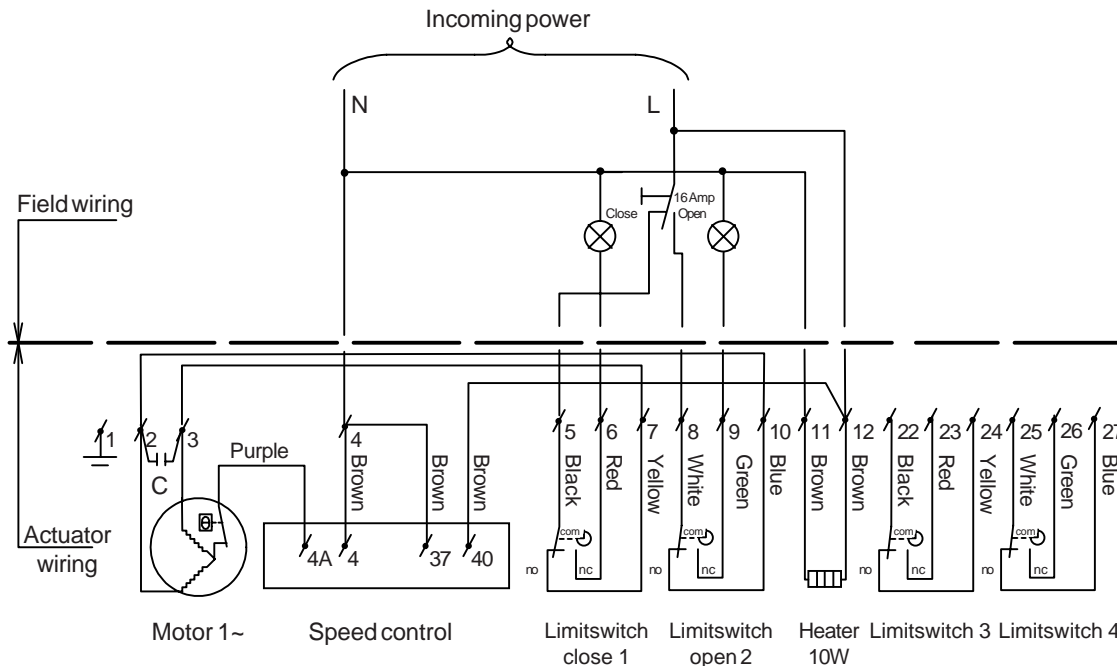 Incoming power
N L
Field wiring
Close 16 Amp
Open
1 2 3 4 5 6 7 8 9 10 11 12 22 23 24 25 26 27
C Purple Brown Brown Brown Black Red Yellow White Green Blue Brown Brown Black Red Yellow White Green Blue
Actuator
wiring
θ
4A 4 37 40
com com com com
no nc no nc no nc no nc
Motor 1~ Speed control Limitswitch Limitswitch Heater Limitswitch 3 Limitswitch 4
close 1 open 2 10W